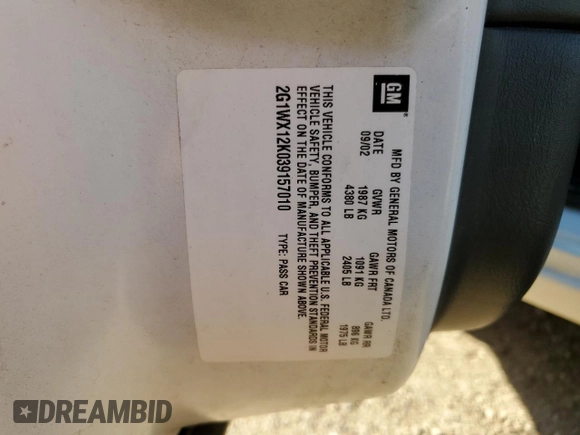 GM
MFD BY GENERAL MOTORS OF CANADA LTD.
DATE GVWR GAWR FRT GAWR RR
09/02 1987 KG 1091 KG 896 KG
4380 LB 2405 LB 1975 LB
THIS VEHICLE CONFORMS TO ALL APPLICABLE U.S. FEDERAL MOTOR
VEHICLE SAFETY, BUMPER, AND THEFT PREVENTION STANDARDS IN
EFFECT ON THE DATE OF MANUFACTURE SHOWN ABOVE.
2G1WX12K039157010 TYPE: PASS CAR
DREAMBID